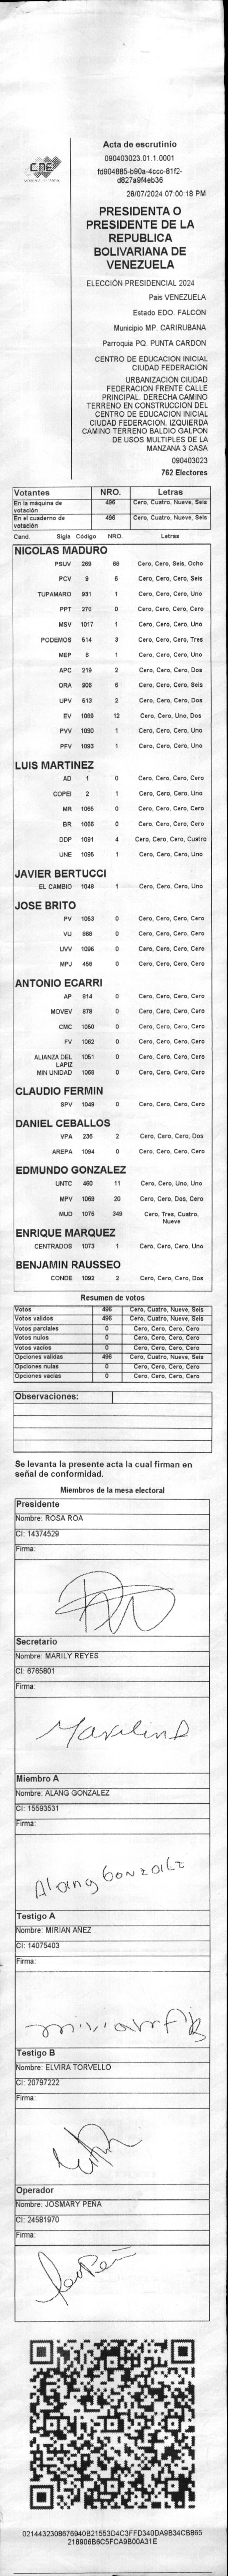 CNE
Acta de escrutinio
090403023.01.1.0001
fd904885-b90a-4ccc-81f2-
d827a9f4eb36
28/07/2024 07:00:18 PM
PRESIDENTA O
PRESIDENTE DE LA
REPUBLICA
BOLIVARIANA DE
VENEZUELA
ELECCIÓN PRESIDENCIAL 2024
Pais VENEZUELA
Estado EDO. FALCON
Municipio MP. CARIRUBANA
Parroquia PQ. PUNTA CARDON
CENTRO DE EDUCACION INICIAL
CIUDAD FEDERACION
URBANIZACION CIUDAD
FEDERACION FRENTE CALLE
PRINCIPAL. DERECHA CAMINO
TERRENO EN CONSTRUCCION DEL
CENTRO DE EDUCACION INICIAL
CIUDAD FEDERACION. IZQUIERDA
CAMINO TERRENO BALDIO GALPON
DE USOS MULTIPLES DE LA
MANZANA 3 CASA
090403023
762 Electores
Votantes NRO. Letras
En la máquina de votación 496 Cero, Cuatro, Nueve, Seis
En el cuaderno de votación 496 Cero, Cuatro, Nueve, Seis
Cand. Sigla Código NRO. Letras
NICOLAS MADURO
PSUV 269 68 Cero, Cero, Seis, Ocho
PCV 9 6 Cero, Cero, Cero, Seis
TUPAMARO 931 1 Cero, Cero, Cero, Uno
PPT 276 0 Cero, Cero, Cero, Cero
MSV 1017 1 Cero, Cero, Cero, Uno
PODEMOS 514 3 Cero, Cero, Cero, Tres
MEP 6 1 Cero, Cero, Cero, Uno
APC 219 2 Cero, Cero, Cero, Dos
ORA 906 6 Cero, Cero, Cero, Seis
UPV 613 2 Cero, Cero, Cero, Dos
EV 1089 12 Cero, Cero, Uno, Dos
PVV 1090 1 Cero, Cero, Cero, Uno
PFV 1093 1 Cero, Cero, Cero, Uno
LUIS MARTINEZ
AD 1 0 Cero, Cero, Cero, Cero
COPEI 2 1 Cero, Cero, Cero, Uno
MR 1065 0 Cero, Cero, Cero, Cero
BR 1066 0 Cero, Cero, Cero, Cero
DDP 1091 4 Cero, Cero, Cero, Cuatro
UNE 1095 1 Cero, Cero, Cero, Uno
JAVIER BERTUCCI
EL CAMBIO 1048 1 Cero, Cero, Cero, Uno
JOSE BRITO
PV 1053 0 Cero, Cero, Cero, Cero
VU 868 0 Cero, Cero, Cero, Cero
UVV 1096 0 Cero, Cero, Cero, Cero
MPJ 450 0 Cero, Cero, Cero, Cero
ANTONIO ECARRI
AP 814 0 Cero, Cero, Cero, Cero
MOVEV 878 0 Cero, Cero, Cero, Cero
CMC 1050 0 Cero, Cero, Cero, Cero
FV 1062 0 Cero, Cero, Cero, Cero
ALIANZA DEL LAPIZ 1051 0 Cero, Cero, Cero, Cero
MIN UNIDAD 1068 0 Cero, Cero, Cero, Cero
CLAUDIO FERMIN
SPV 1049 0 Cero, Cero, Cero, Cero
DANIEL CEBALLOS
VPA 236 2 Cero, Cero, Cero, Dos
AREPA 1094 0 Cero, Cero, Cero, Cero
EDMUNDO GONZALEZ
UNTC 460 11 Cero, Cero, Uno, Uno
MPV 1069 20 Cero, Cero, Dos, Cero
MUD 1075 349 Cero, Tres, Cuatro, Nueve
ENRIQUE MARQUEZ
CENTRADOS 1073 1 Cero, Cero, Cero, Uno
BENJAMIN RAUSSEO
CONDE 1092 2 Cero, Cero, Cero, Dos
Resumen de votos
Votos 496 Cero, Cuatro, Nueve, Seis
Votos válidos 496 Cero, Cuatro, Nueve, Seis
Votos parciales 0 Cero, Cero, Cero, Cero
Votos nulos 0 Cero, Cero, Cero, Cero
Votos vacíos 0 Cero, Cero, Cero, Cero
Opciones validas 496 Cero, Cuatro, Nueve, Seis
Opciones nulas 0 Cero, Cero, Cero, Cero
Opciones vacias 0 Cero, Cero, Cero, Cero
Observaciones:
Se levanta la presente acta la cual firman en
señal de conformidad.
Miembros de la mesa electoral
Presidente
Nombre: ROSA ROA
CI: 14374529
Firma:
Secretario
Nombre: MARILY REYES
CI: 6765801
Firma:
Miembro A
Nombre: ALANG GONZALEZ
CI: 15593531
Firma:
Alang Gonzalez
Testigo A
Nombre: MIRIAN AÑEZ
CI: 14075403
Firma:
Testigo B
Nombre: ELVIRA TORVELLO
CI: 20797222
Firma:
Operador
Nombre: JOSMARY PEÑA
CI: 24581970
Firma:
0214432308676940B21553D4C3FFD340DA9B34CB865
218906B6C5FCA9B00A31E